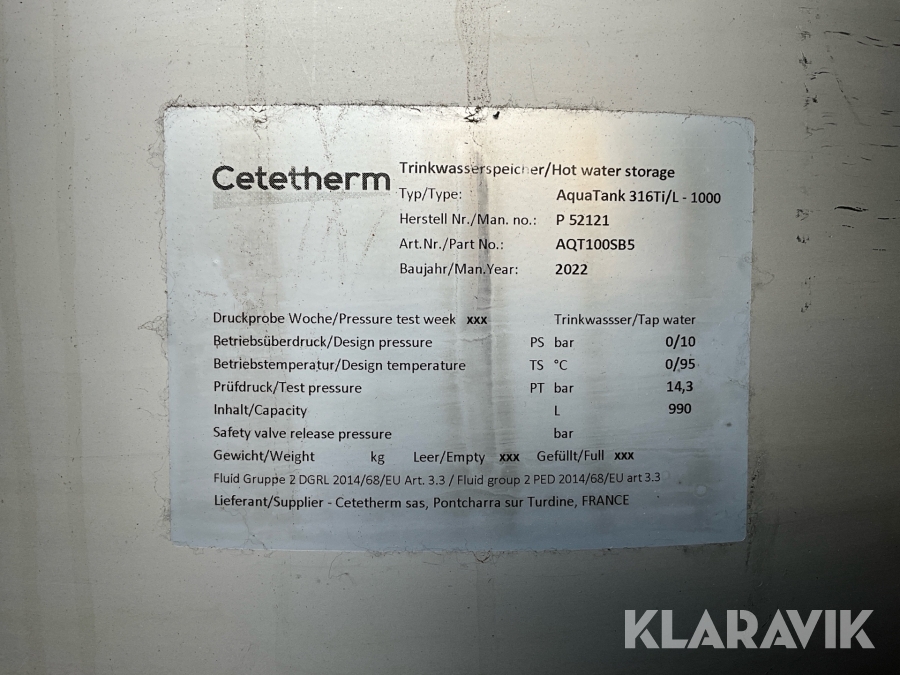 Cetetherm
Trinkwasserspeicher/Hot water storage
Typ/Type: AquaTank 316Ti/L - 1000
Herstell Nr./Man. no.: P 52121
Art.Nr./Part No.: AQT100SB5
Baujahr/Man.Year: 2022
Druckprobe Woche/Pressure test week xxx Trinkwassser/Tap water
Betriebsüberdruck/Design pressure PS bar 0/10
Betriebstemperatur/Design temperature TS °C 0/95
Prüfdruck/Test pressure PT bar 14,3
Inhalt/Capacity L 990
Safety valve release pressure bar
Gewicht/Weight kg Leer/Empty xxx Gefüllt/Full xxx
Fluid Gruppe 2 DGRL 2014/68/EU Art. 3.3 / Fluid group 2 PED 2014/68/EU art 3.3
Lieferant/Supplier - Cetetherm sas, Pontcharra sur Turdine, FRANCE
KLARAVIK